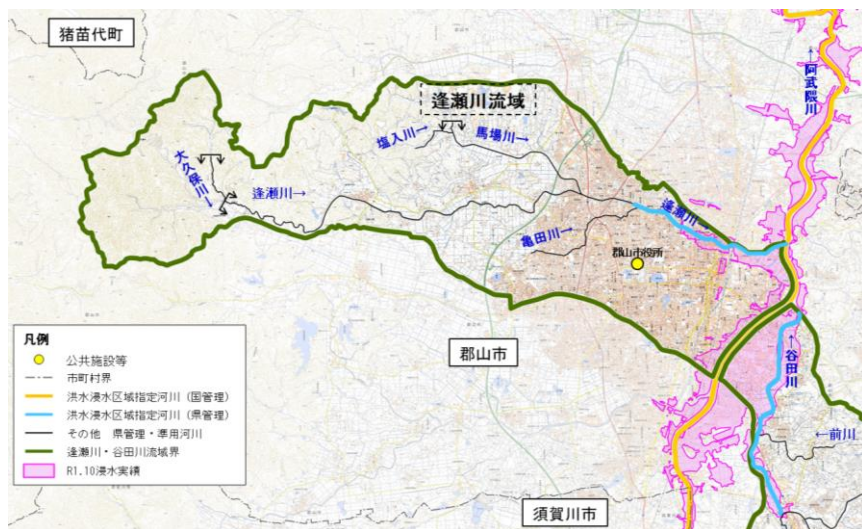 猪苗代町
逢瀬川流域
塩入川→
馬場川→
大久保川→
逢瀬川→
亀田川→
逢瀬川→
←阿武隈川
郡山市役所
郡山市
←谷田川
←前川
須賀川市
凡例
公共施設等
市町村界
洪水浸水区域指定河川（国管理）
洪水浸水区域指定河川（県管理）
その他 県管理・準用河川
逢瀬川・谷田川流域界
R1.10浸水実績